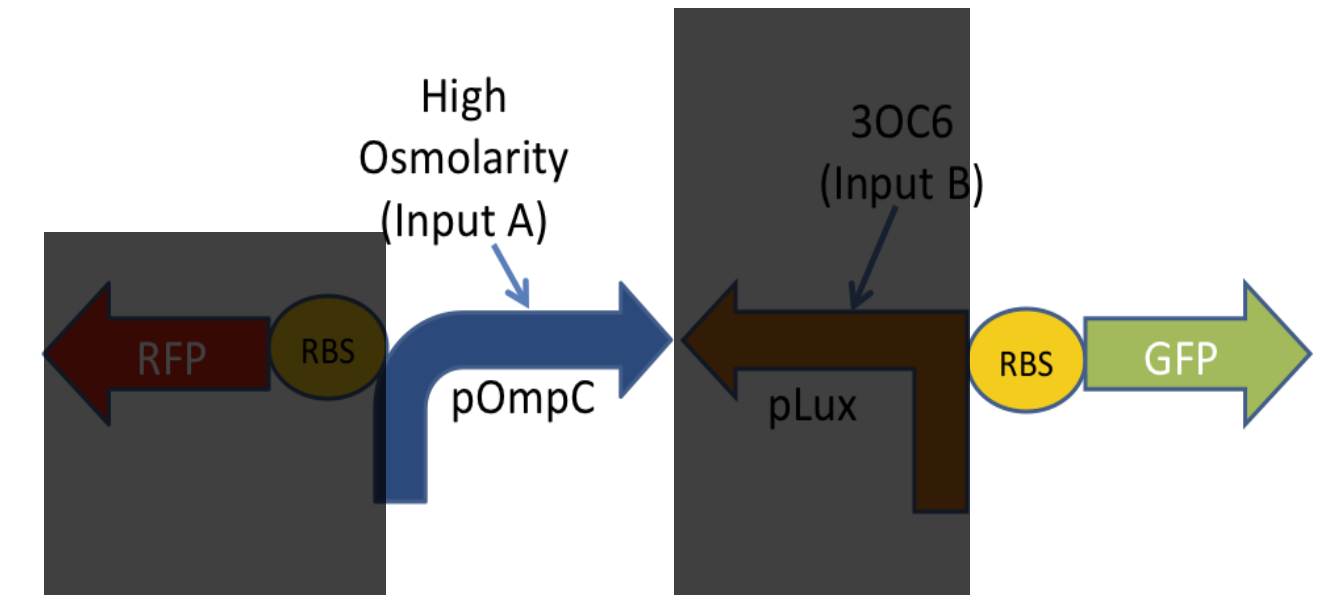 High
Osmolarity
(Input A)
3OC6
(Input B)
RFP
RBS
pOmpC
pLux
RBS
GFP